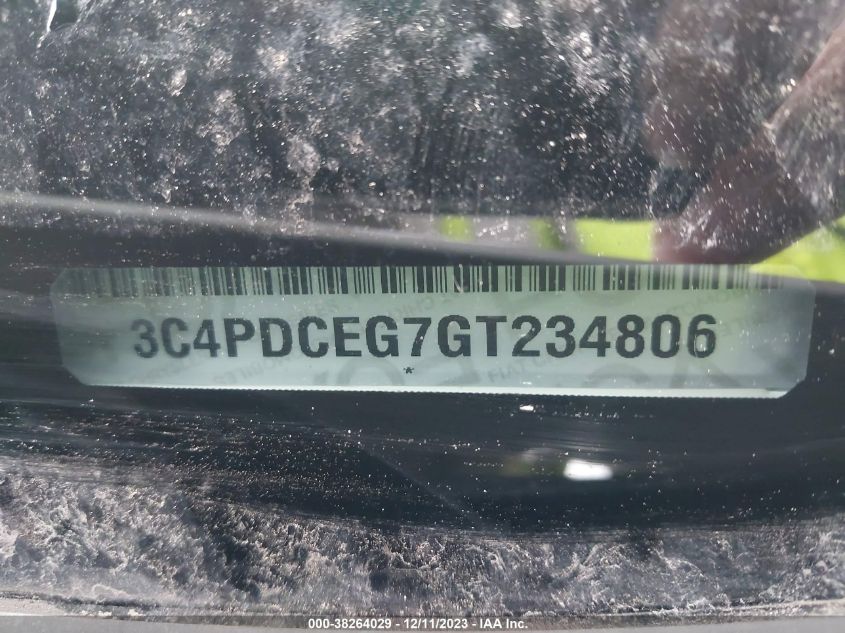 3C4PDCEG7GT234806
*
000-38264029 - 12/11/2023 - IAA Inc.